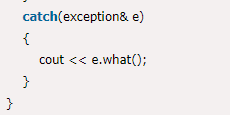 catch(exception& e)
{
cout << e.what();
}
}